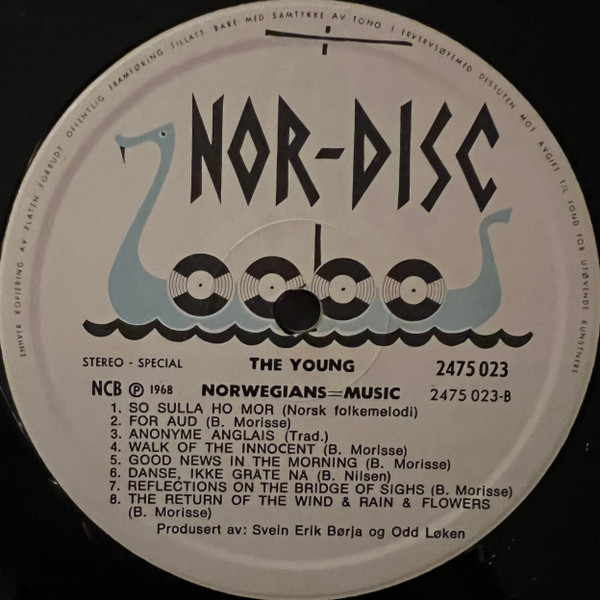 ENHVER KOPIERING AV PLATEN FORBUDT OFFENTLIG FRAMFØRING TILLATT BARE MED SAMTYKKE AV TONO I ERVERVSØYEMED DESSUTEN MOT AVGIFT TIL FOND FOR UTØVENDE KUNSTNERE
NOR-DISC
STEREO - SPECIAL THE YOUNG 2475 023
NCB Ⓟ 1968 NORWEGIANS=MUSIC 2475 023-B
1. SO SULLA HO MOR (Norsk folkemelodi)
2. FOR AUD (B. Morisse)
3. ANONYME ANGLAIS (Trad.)
4. WALK OF THE INNOCENT (B. Morisse)
5. GOOD NEWS IN THE MORNING (B. Morisse)
6. DANSE, IKKE GRÅTE NÅ (B. Nilsen)
7. REFLECTIONS ON THE BRIDGE OF SIGHS (B. Morisse)
8. THE RETURN OF THE WIND & RAIN & FLOWERS
(B. Morisse)
Produsert av: Svein Erik Børja og Odd Løken